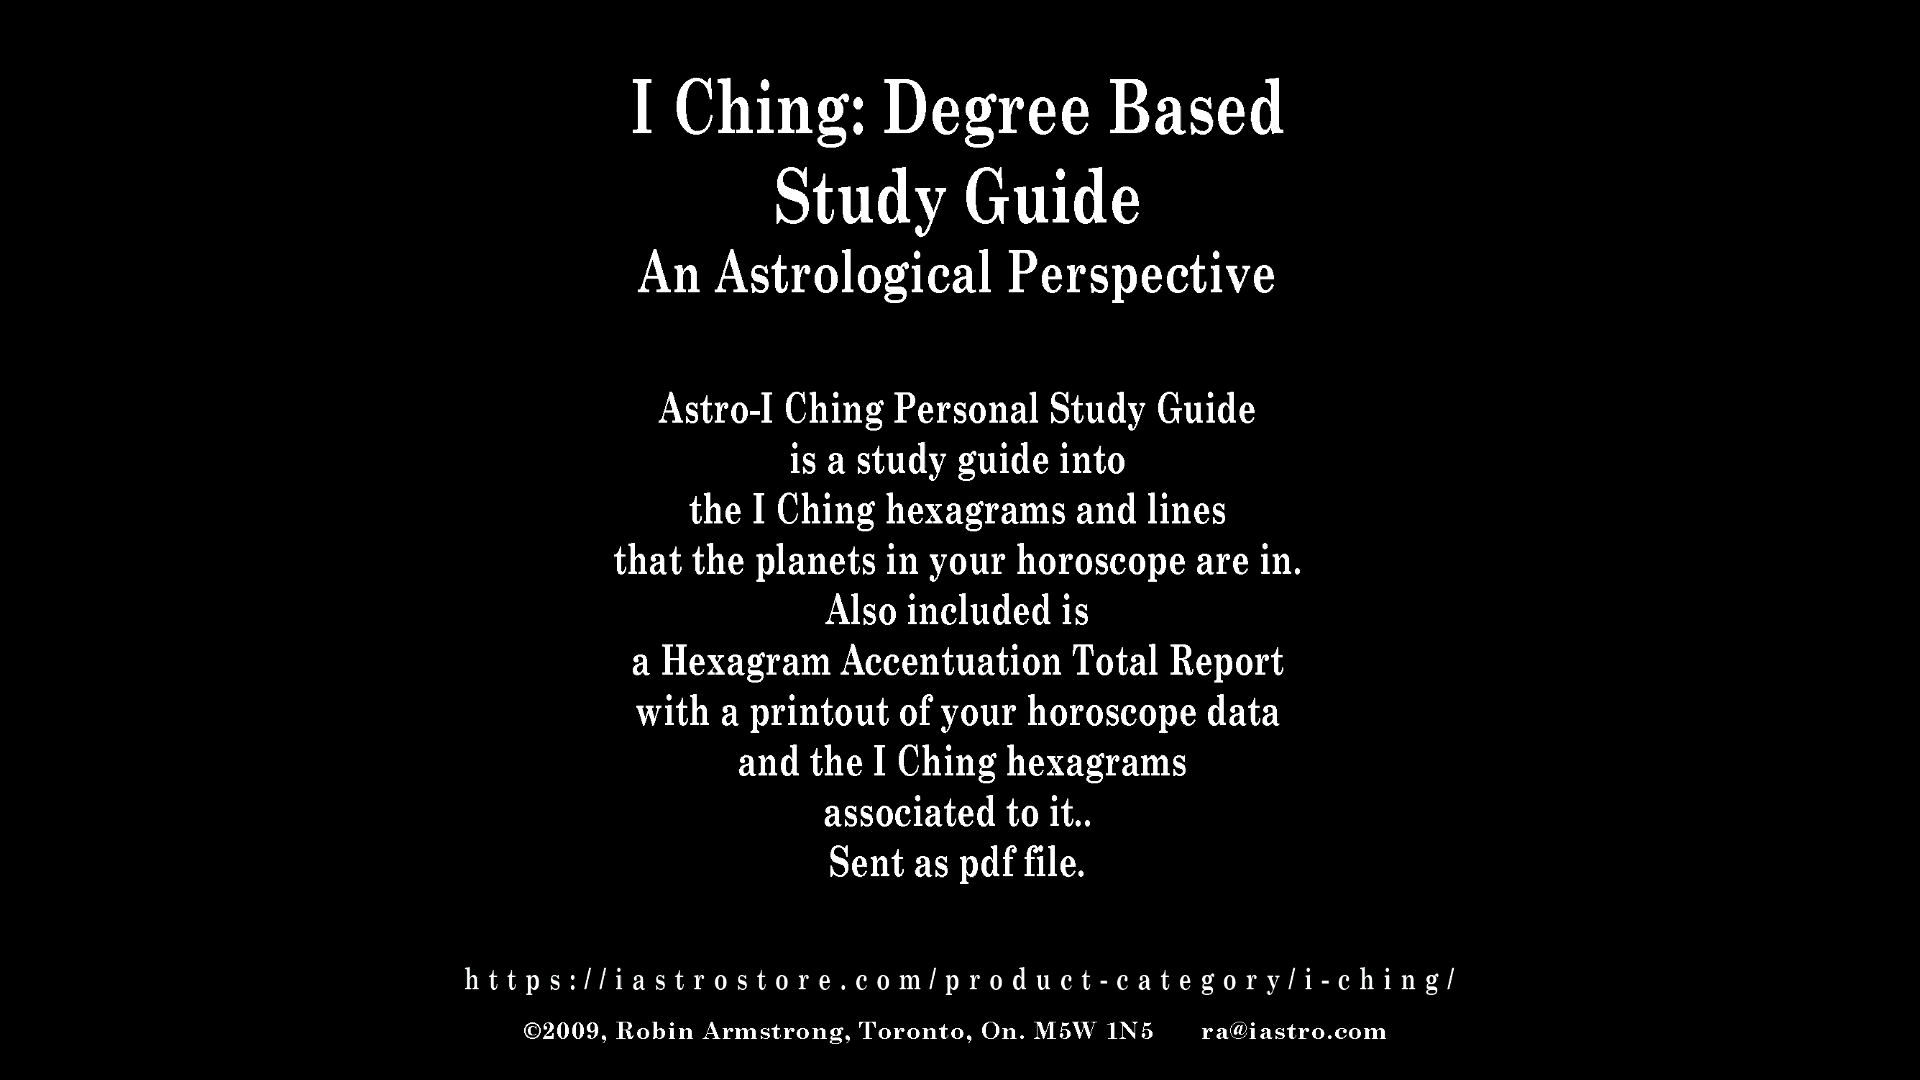 I Ching: Degree Based
Study Guide
An Astrological Perspective
Astro-I Ching Personal Study Guide
is a study guide into
the I Ching hexagrams and lines
that the planets in your horoscope are in.
Also included is
a Hexagram Accentuation Total Report
with a printout of your horoscope data
and the I Ching hexagrams
associated to it..
Sent as pdf file.
https://iastrostore.com/product-category/i-ching/
©2009, Robin Armstrong, Toronto, On. M5W 1N5 ra@iastro.com